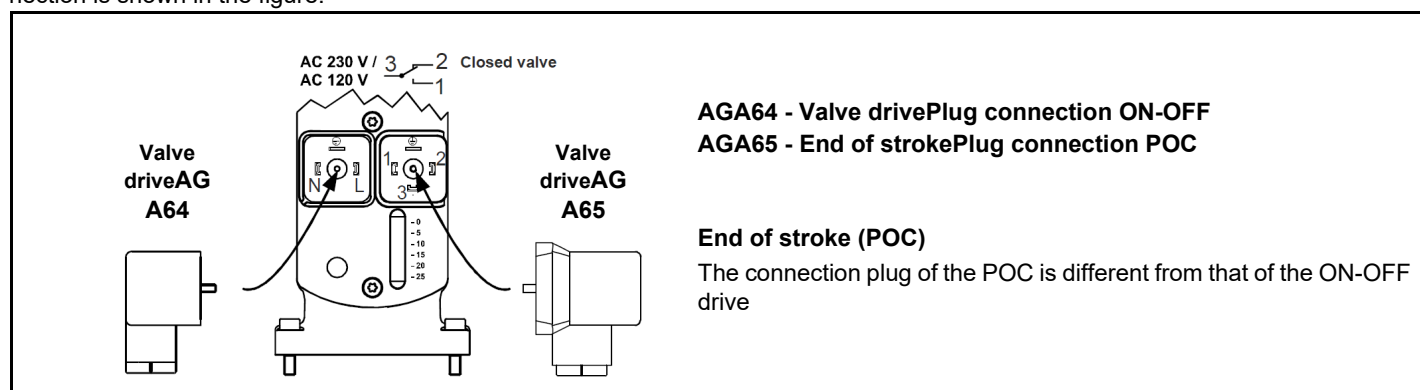 nection is shown in the figure.
AC 230 V / 3 2 Closed valve
AC 120 V 1
Valve
driveAG
A64
N L
1 2
3
-0
-5
-10
-15
-20
-25
Valve
driveAG
A65
AGA64 - Valve drivePlug connection ON-OFF
AGA65 - End of strokePlug connection POC
End of stroke (POC)
The connection plug of the POC is different from that of the ON-OFF
drive